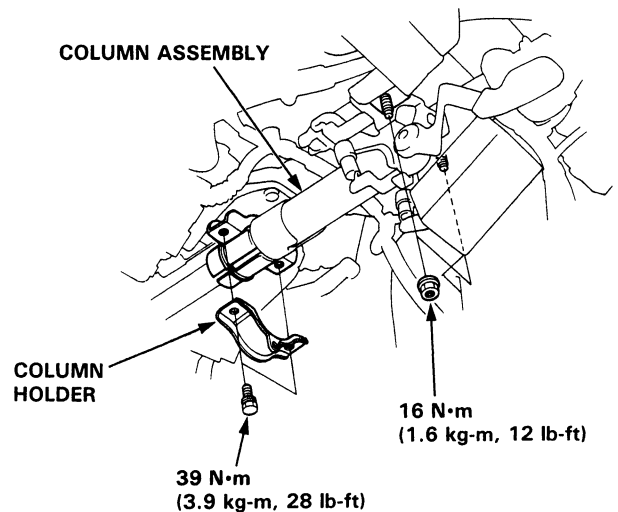 COLUMN ASSEMBLY
COLUMN
HOLDER
16 N•m
(1.6 kg-m, 12 lb-ft)
39 N•m
(3.9 kg-m, 28 lb-ft)